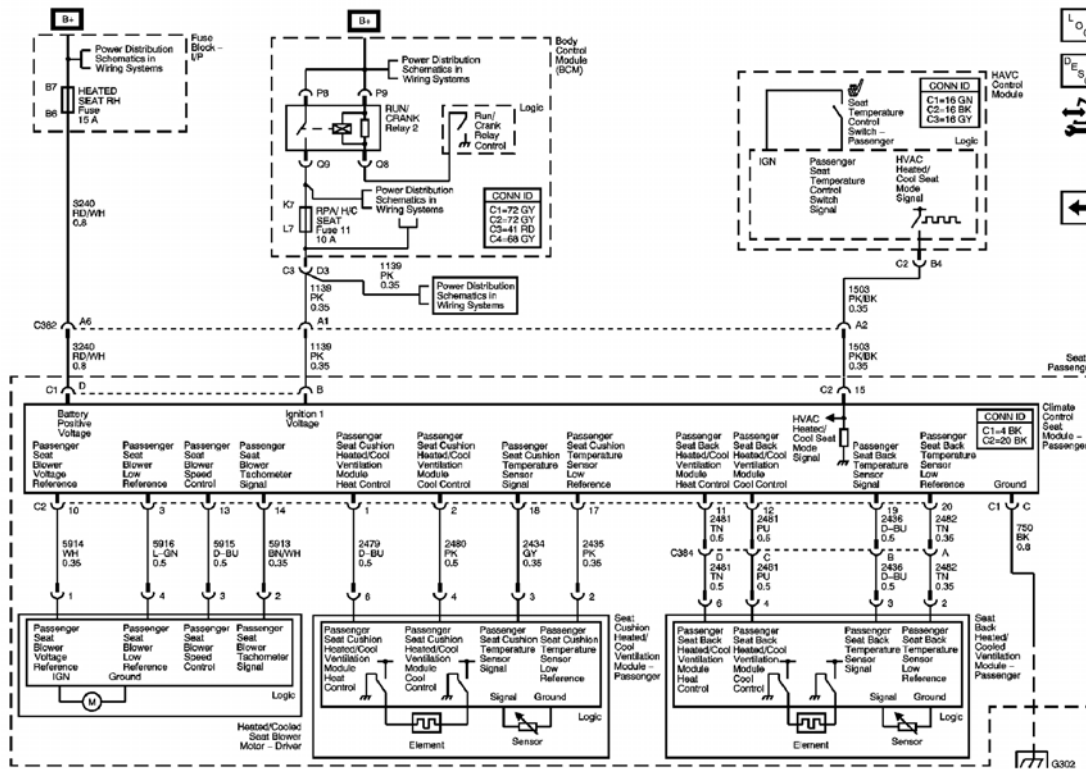 B+
B+
Fuse
Block –
I/P
Power Distribution
Schematics in
Wiring Systems
B7
B6
HEATED
SEAT RH
Fuse
15 A
Body
Control
Module
(BCM)
Power Distribution
Schematics in
Wiring Systems
P8
P9
RUN/
CRANK
Relay 2
Logic
Run/
Crank
Relay
Control
Q9
Q8
Power Distribution
Schematics in
Wiring Systems
K7
L7
RPA/ H/C
SEAT
Fuse 11
10 A
CONN ID
C1=72 GY
C2=72 GY
C3=41 RD
C4=68 GY
C3
D3
1139
PK
0.35
1139
PK
0.35
Power Distribution
Schematics in
Wiring Systems
HAVC
Control
Module
CONN ID
C1=16 GN
C2=16 BK
C3=16 GY
Seat
Temperature
Control
Switch –
Passenger
Logic
IGN
Passenger
Seat
Temperature
Control
Switch
Signal
HVAC
Heated/
Cool Seat
Mode
Signal
C2
B4
1503
PK/BK
0.35
3240
RD/WH
0.8
C382
A6
A1
A2
3240
RD/WH
0.8
1139
PK
0.35
1503
PK/BK
0.35
Seat
Passeng
C1
D
B
C2
15
Battery
Positive
Voltage
Ignition 1
Voltage
HVAC
Heated/
Cool Seat
Mode
Signal
CONN ID
C1=4 BK
C2=20 BK
Climate
Control
Seat
Module –
Passenger
Passenger
Seat
Blower
Voltage
Reference
Passenger
Seat
Blower
Low
Reference
Passenger
Seat
Blower
Speed
Control
Passenger
Seat
Blower
Tachometer
Signal
Passenger
Seat Cushion
Heated/Cool
Ventilation
Module
Heat Control
Passenger
Seat Cushion
Heated/Cool
Ventilation
Module
Cool Control
Passenger
Seat Cushion
Temperature
Sensor
Signal
Passenger
Seat Cushion
Temperature
Sensor
Low
Reference
Passenger
Seat Back
Heated/Cool
Ventilation
Module
Heat Control
Passenger
Seat Back
Heated/Cool
Ventilation
Module
Cool Control
Passenger
Seat Back
Temperature
Sensor
Signal
Passenger
Seat Back
Temperature
Sensor
Low
Reference
Ground
C2
10
3
13
14
1
2
18
17
11
12
19
20
C1
C
5914
WH
0.35
5916
L–GN
0.5
5915
D–BU
0.5
5913
BN/WH
0.35
2479
D–BU
0.5
2480
PK
0.5
2434
GY
0.35
2435
PK
0.35
2481
TN
0.5
2481
PU
0.5
2436
D–BU
0.5
2482
TN
0.35
750
BK
0.8
C384
D
C
B
A
2481
TN
0.5
2481
PU
0.5
2436
D–BU
0.5
2482
TN
0.35
1
4
3
2
6
4
3
2
6
4
3
2
Passenger
Seat
Blower
Voltage
Reference
IGN
Passenger
Seat
Blower
Low
Reference
Ground
Passenger
Seat
Blower
Speed
Control
Passenger
Seat
Blower
Tachometer
Signal
M
Logic
Heated/Cooled
Seat Blower
Motor – Driver
Passenger
Seat Cushion
Heated/Cool
Ventilation
Module
Heat
Control
Passenger
Seat Cushion
Heated/Cool
Ventilation
Module
Cool
Control
Passenger
Seat Cushion
Temperature
Sensor
Signal
Passenger
Seat Cushion
Temperature
Sensor
Low
Reference
Signal
Ground
Logic
Element
Sensor
Seat
Cushion
Heated/
Cool
Ventilation
Module –
Passenger
Passenger
Seat Back
Heated/Cool
Ventilation
Module
Heat
Control
Passenger
Seat Back
Heated/Cool
Ventilation
Module
Cool
Control
Passenger
Seat Back
Temperature
Sensor
Signal
Passenger
Seat Back
Temperature
Sensor
Low
Reference
Signal
Ground
Logic
Element
Sensor
Seat
Back
Heated/
Cooled
Ventilation
Module –
Passenger
G302